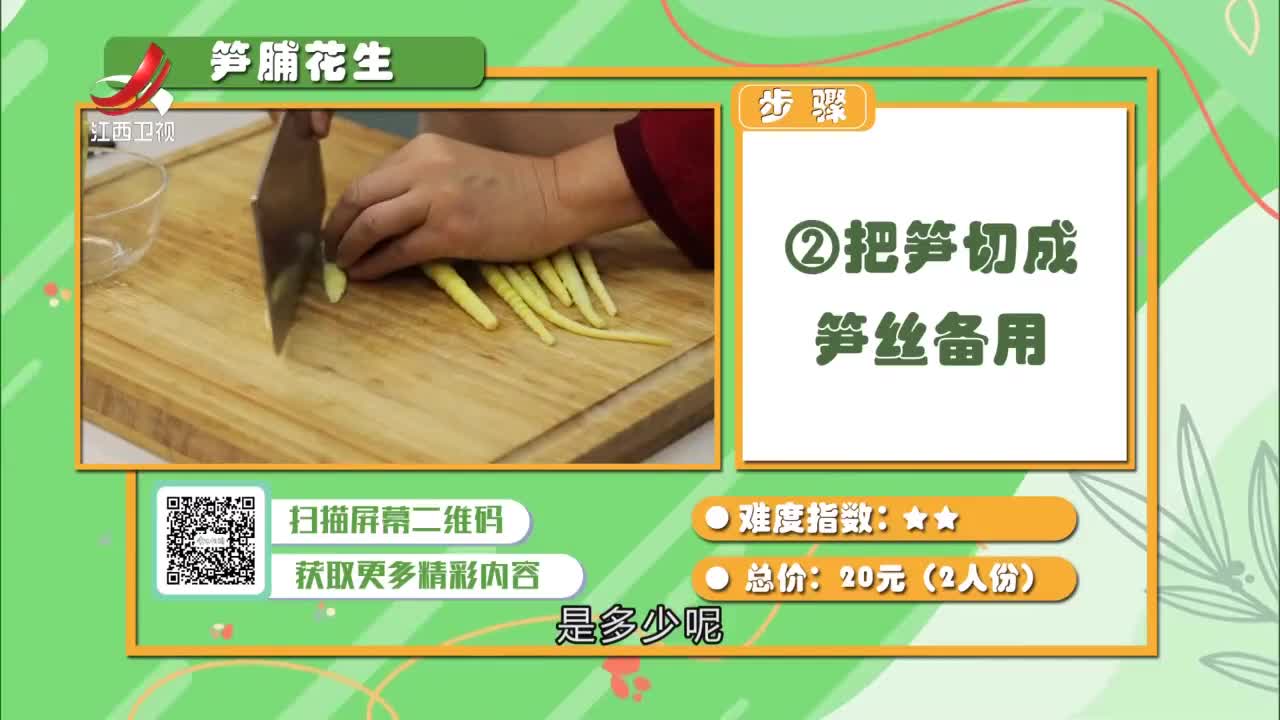 笋脯花生
江西卫视
步骤
②把笋切成
笋丝备用
扫描屏幕二维码
获取更多精彩内容
难度指数：★★
总价：20元（2人份）
是多少呢